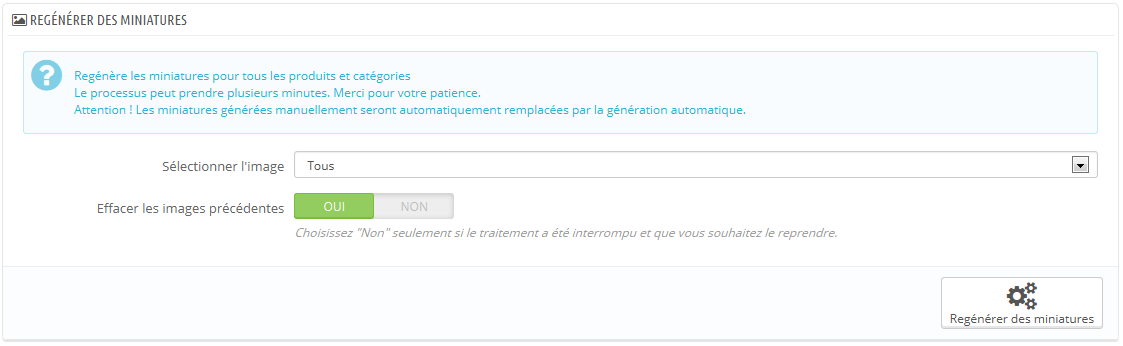 REGÉNÉRER DES MINIATURES
Regénère les miniatures pour tous les produits et catégories
Le processus peut prendre plusieurs minutes. Merci pour votre patience.
Attention ! Les miniatures générées manuellement seront automatiquement remplacées par la génération automatique.
Sélectionner l'image
Tous
Effacer les images précédentes
OUI NON
Choisissez "Non" seulement si le traitement a été interrompu et que vous souhaitez le reprendre.
Regénérer des miniatures